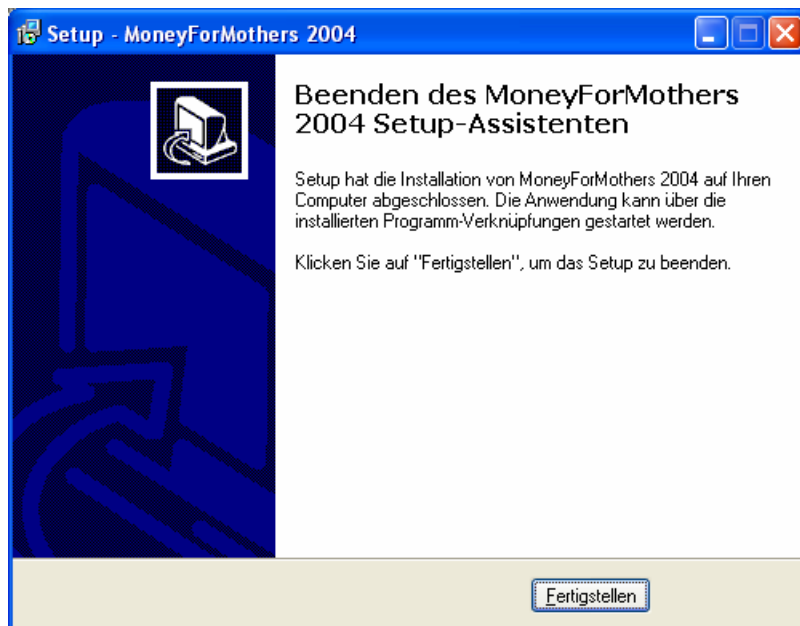 Setup - MoneyForMothers 2004
Beenden des MoneyForMothers
2004 Setup-Assistenten
Setup hat die Installation von MoneyForMothers 2004 auf Ihren
Computer abgeschlossen. Die Anwendung kann über die
installierten Programm-Verknüpfungen gestartet werden.
Klicken Sie auf "Fertigstellen", um das Setup zu beenden.
Fertigstellen